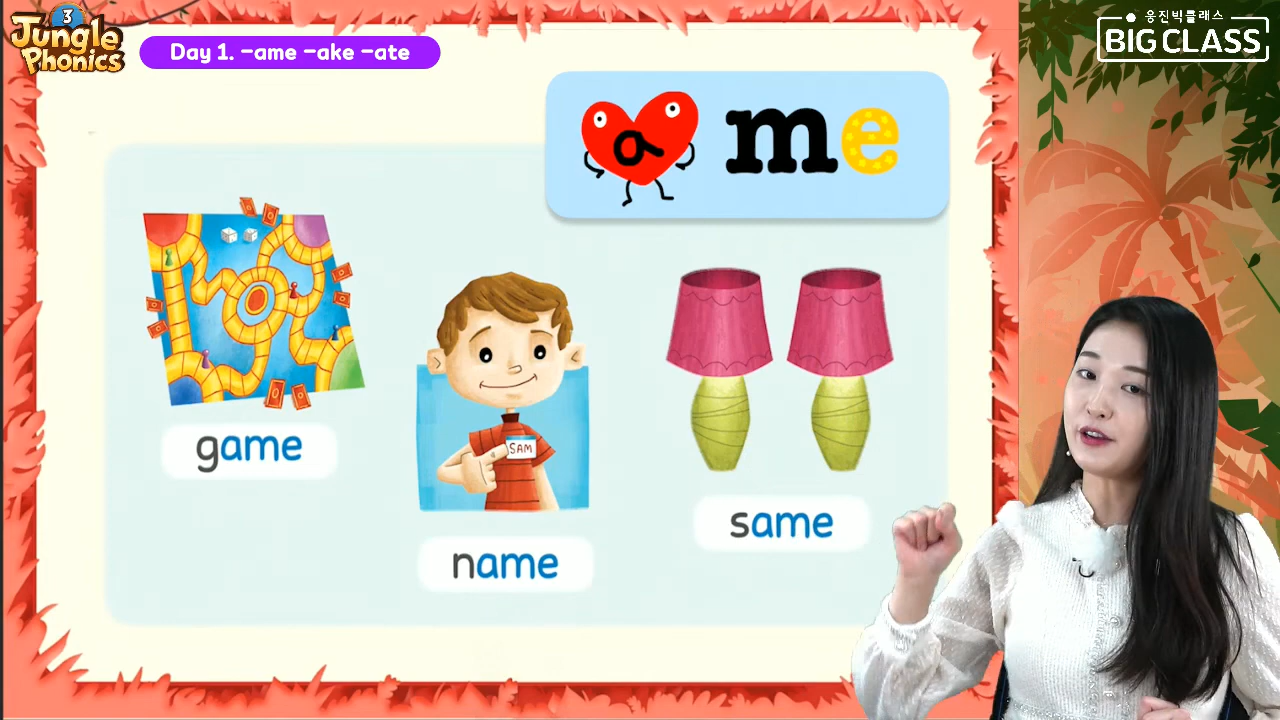 3
Jungle
Phonics
Day 1. -ame -ake -ate
웅진빅클래스
BIG CLASS
a me
game
SAM
name
same